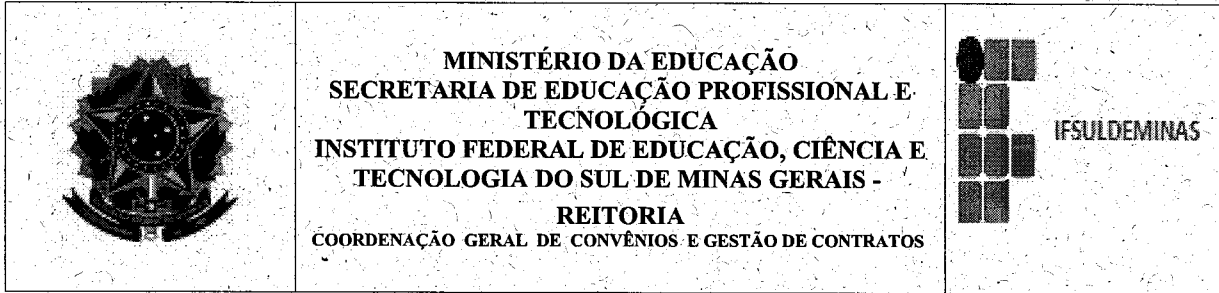 MINISTÉRIO DA EDUCAÇÃO
SECRETARIA DE EDUCAÇÃO PROFISSIONAL E
TECNOLÓGICA
INSTITUTO FEDERAL DE EDUCAÇÃO, CIÊNCIA E
TECNOLOGIA DO SUL DE MINAS GERAIS -
REITORIA
COORDENAÇÃO GERAL DE CONVÊNIOS E GESTÃO DE CONTRATOS
IFSULDEMINAS